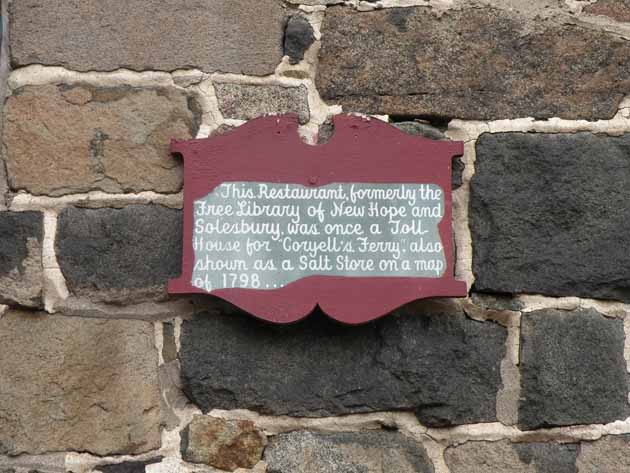 This Restaurant, formerly the
Free Library of New Hope and
Solesbury, was once a Toll
House for "Coryell's Ferry". also
shown as a Salt Store on a map
of 1798...